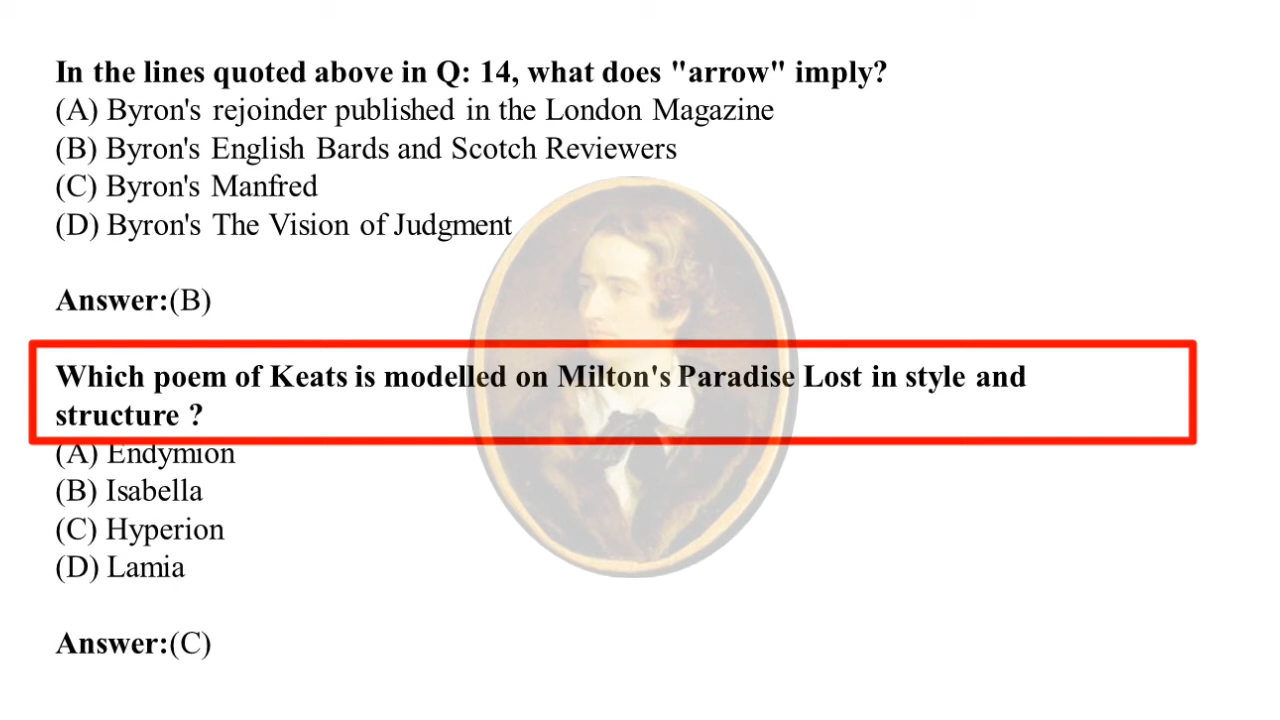 In the lines quoted above in Q: 14, what does "arrow" imply?
(A) Byron's rejoinder published in the London Magazine
(B) Byron's English Bards and Scotch Reviewers
(C) Byron's Manfred
(D) Byron's The Vision of Judgment
Answer:(B)
Which poem of Keats is modelled on Milton's Paradise Lost in style and
structure ?
(A) Endymion
(B) Isabella
(C) Hyperion
(D) Lamia
Answer:(C)